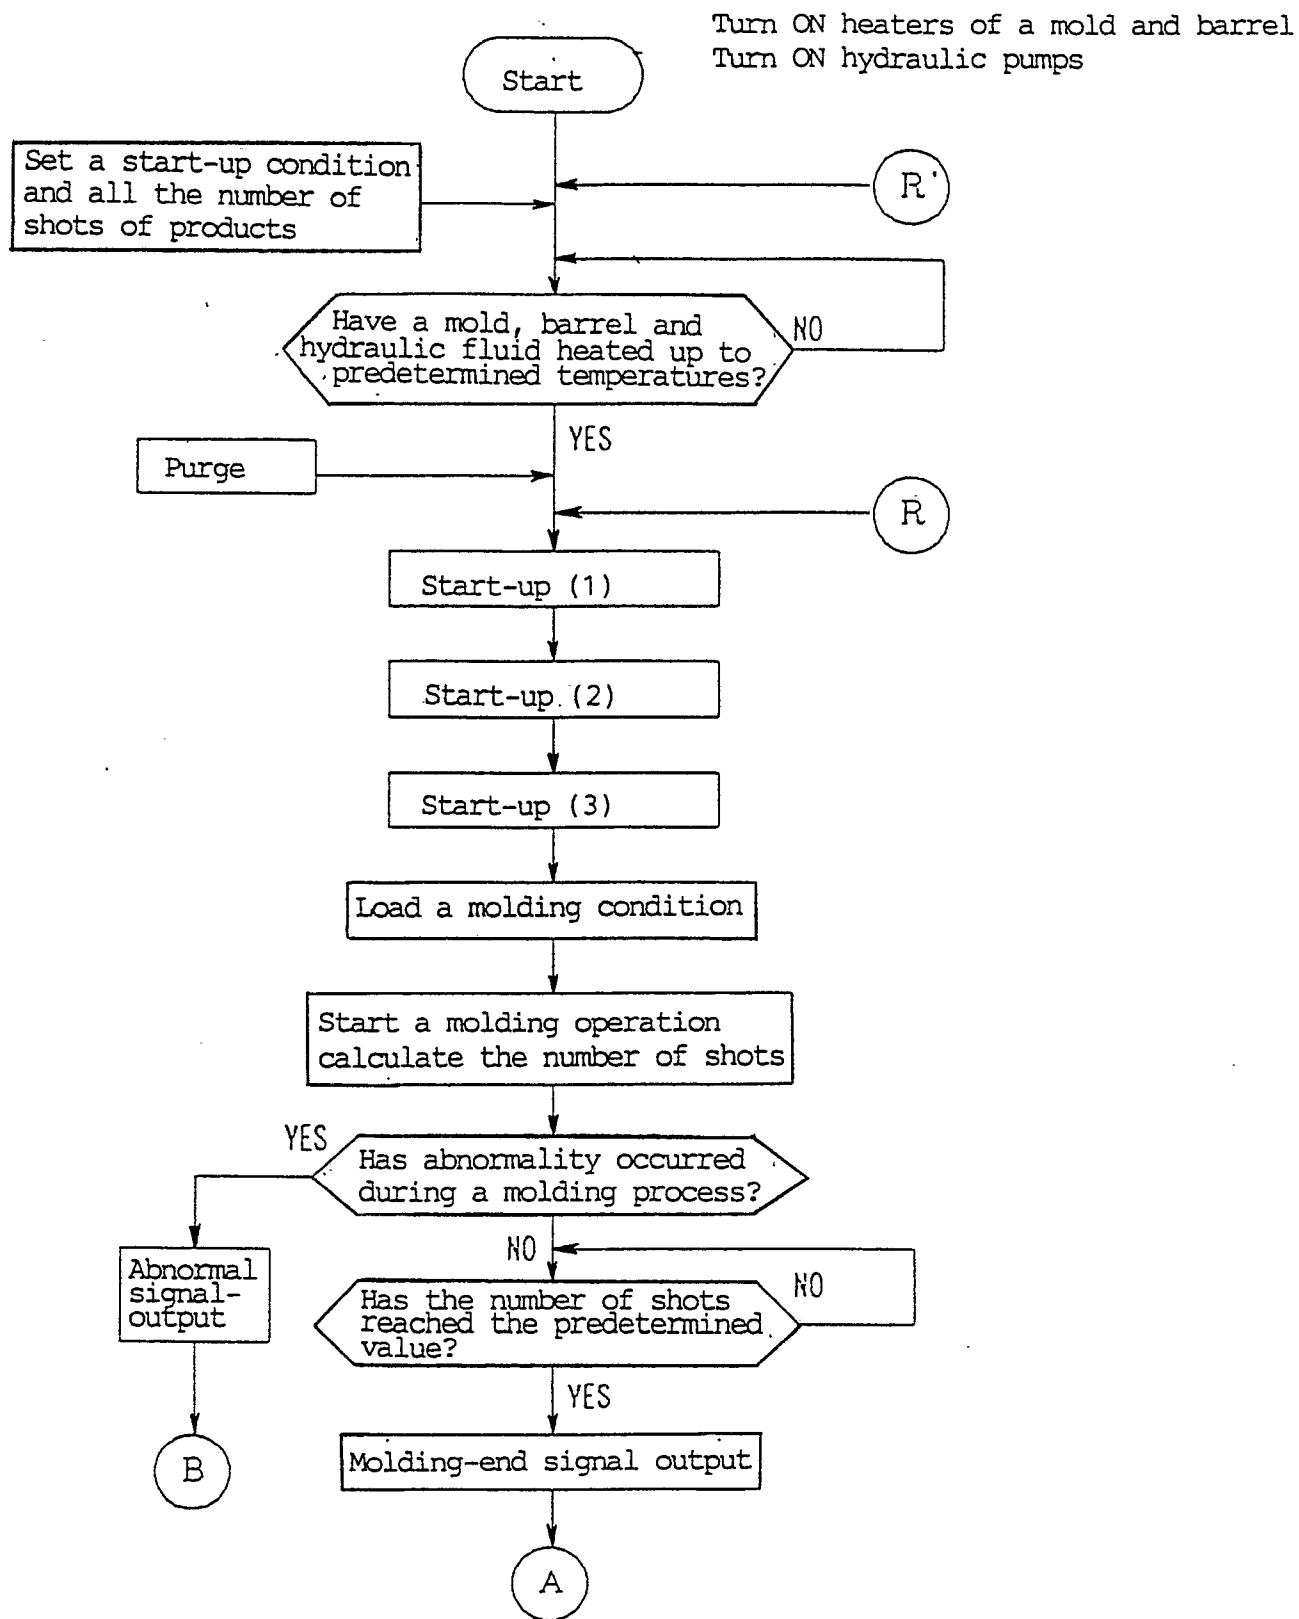 Turn ON heaters of a mold and barrel
Turn ON hydraulic pumps
Start
Set a start-up condition
and all the number of
shots of products
R'
Have a mold, barrel and
hydraulic fluid heated up to
predetermined temperatures?
NO
YES
Purge
R
Start-up (1)
Start-up (2)
Start-up (3)
Load a molding condition
Start a molding operation
calculate the number of shots
YES
Has abnormality occurred
during a molding process?
NO
Abnormal
signal-
output
Has the number of shots
reached the predetermined
value?
NO
YES
B
Molding-end signal output
A